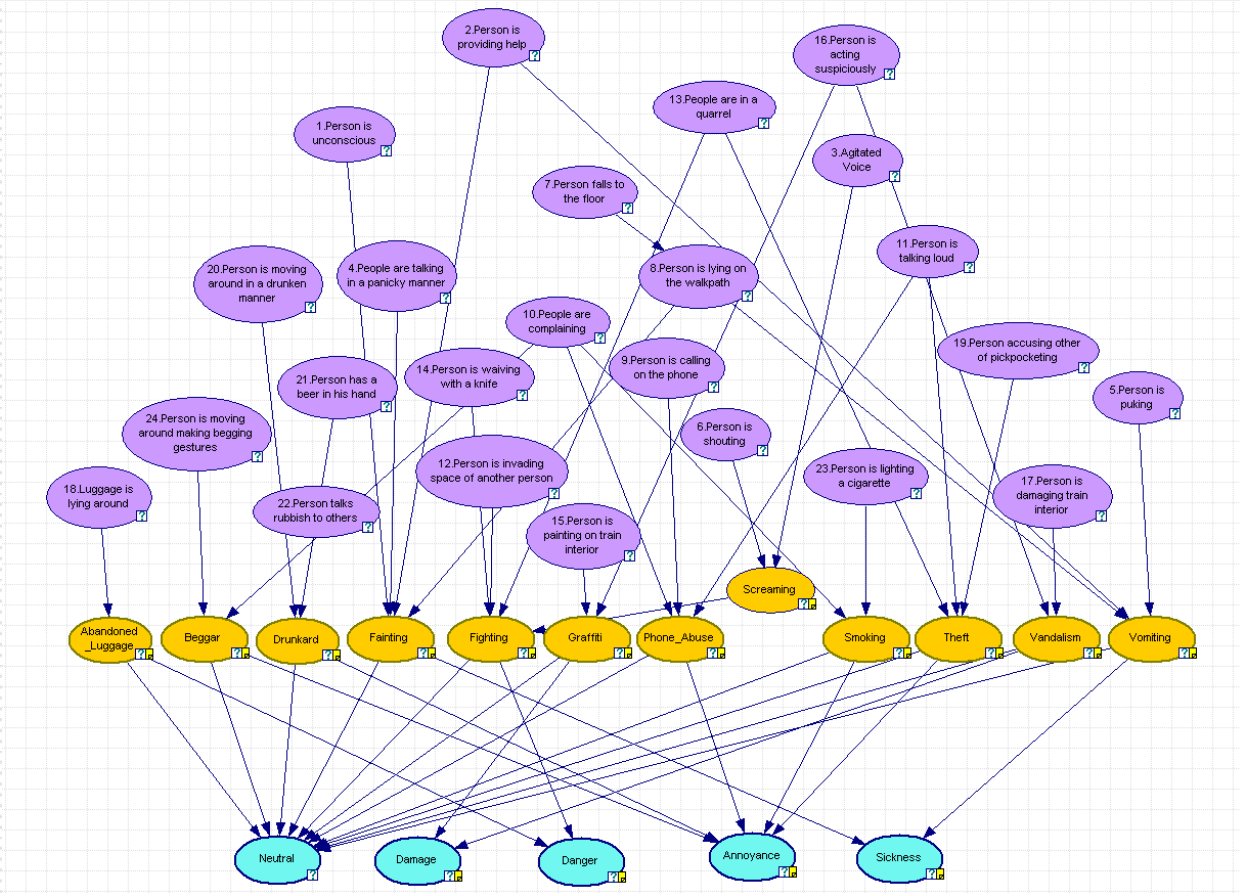 2.Person is
providing help
16.Person is
acting
suspiciously
13.People are in a
quarrel
1.Person is
unconscious
3.Agitated
Voice
7.Person falls to
the floor
11.Person is
talking loud
20.Person is moving
around in a drunken
manner
4.People are talking
in a panicky manner
8.Person is lying on
the walkpath
10.People are
complaining
19.Person accusing other
of pickpocketing
9.Person is calling
on the phone
14.Person is waiving
with a knife
21.Person has a
beer in his hand
5.Person is
puking
24.Person is moving
around making begging
gestures
6.Person is
shouting
12.Person is invading
space of another person
23.Person is lighting
a cigarette
18.Luggage is
lying around
17.Person is
damaging train
interior
22.Person talks
rubbish to others
15.Person is
painting on train
interior
Screaming
Abandoned
_Luggage
Beggar
Drunkard
Fainting
Fighting
Graffiti
Phone_Abuse
Smoking
Theft
Vandalism
Vomiting
Neutral
Damage
Danger
Annoyance
Sickness